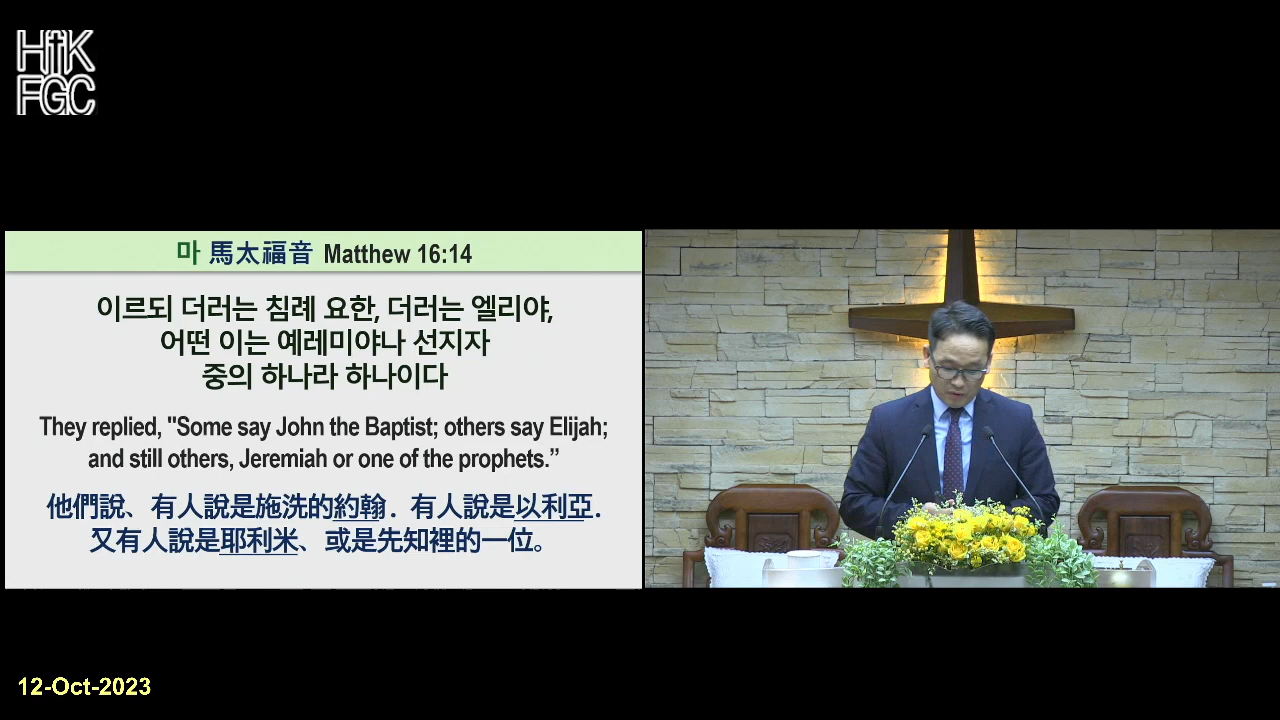 HfK
FGC
마 馬太福音 Matthew 16:14
이르되 더러는 침례 요한, 더러는 엘리야,
어떤 이는 예레미야나 선지자
중의 하나라 하나이다
They replied, "Some say John the Baptist; others say Elijah;
and still others, Jeremiah or one of the prophets.”
他們說、有人說是施洗的約翰．有人說是以利亞．
又有人說是耶利米、或是先知裡的一位。
12-Oct-2023